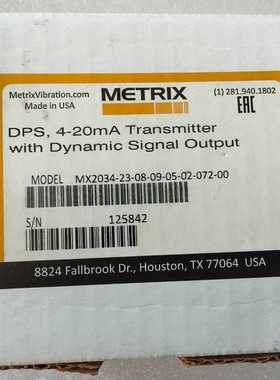 METRIX
MetrixVibration.com
Made in USA
(1) 281.940.1802
EAC
DPS, 4-20mA Transmitter
with Dynamic Signal Output
MODEL MX2034-23-08-09-05-02-072-00
S/N 125842
8824 Fallbrook Dr., Houston, TX 77064 USA